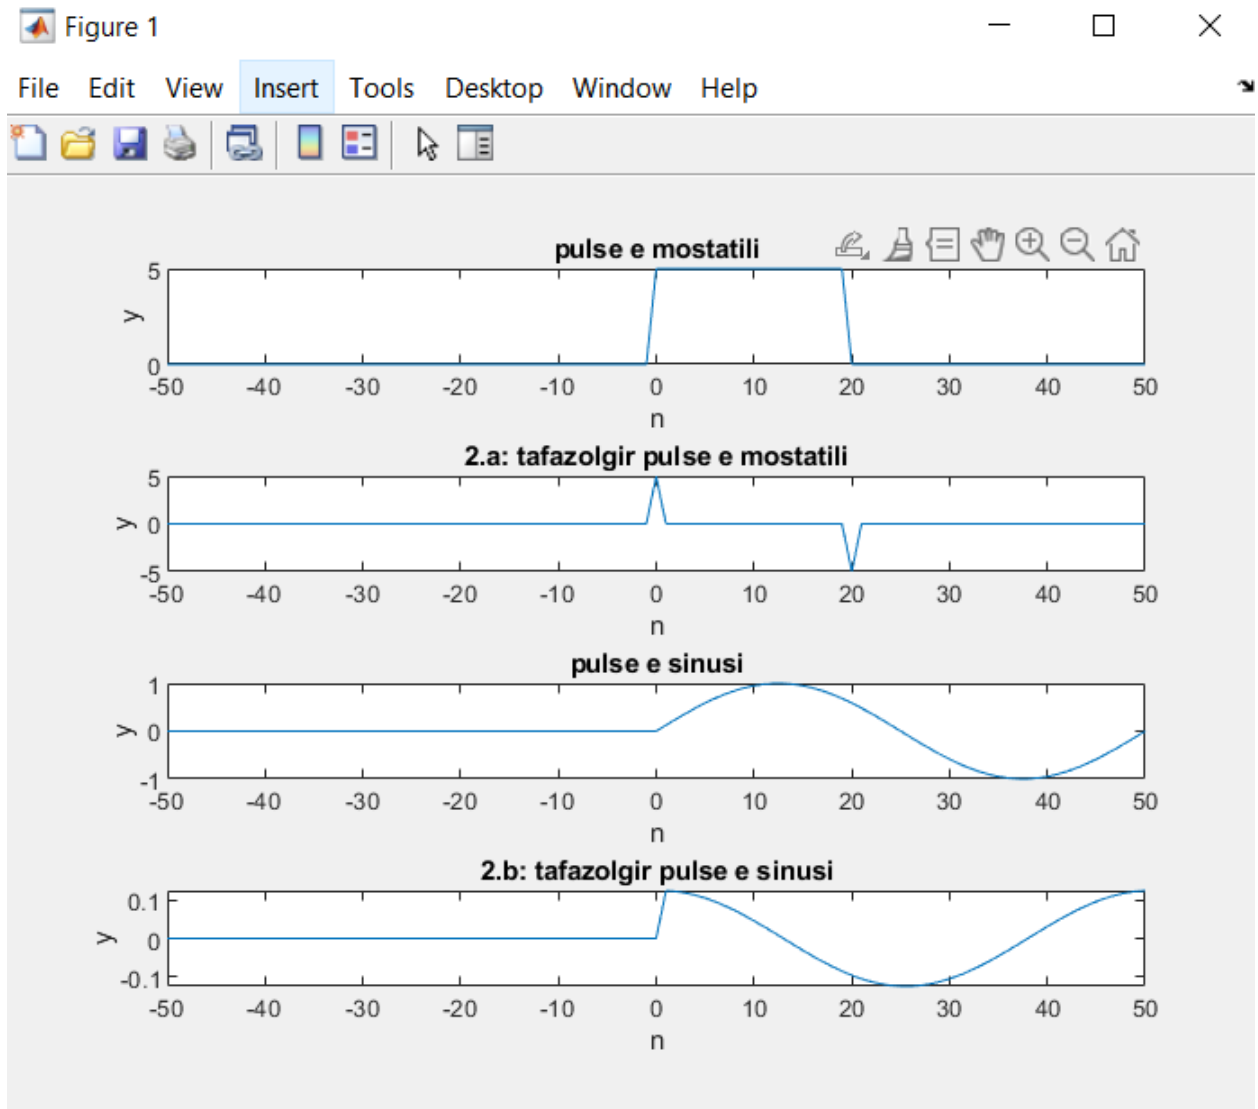 Figure 1
File Edit View Insert Tools Desktop Window Help
pulse e mostatili
5
0
y
-50 -40 -30 -20 -10 0 10 20 30 40 50
n
2.a: tafazolgir pulse e mostatili
5
0
-5
y
-50 -40 -30 -20 -10 0 10 20 30 40 50
n
pulse e sinusi
1
0
-1
y
-50 -40 -30 -20 -10 0 10 20 30 40 50
n
2.b: tafazolgir pulse e sinusi
0.1
0
-0.1
y
-50 -40 -30 -20 -10 0 10 20 30 40 50
n